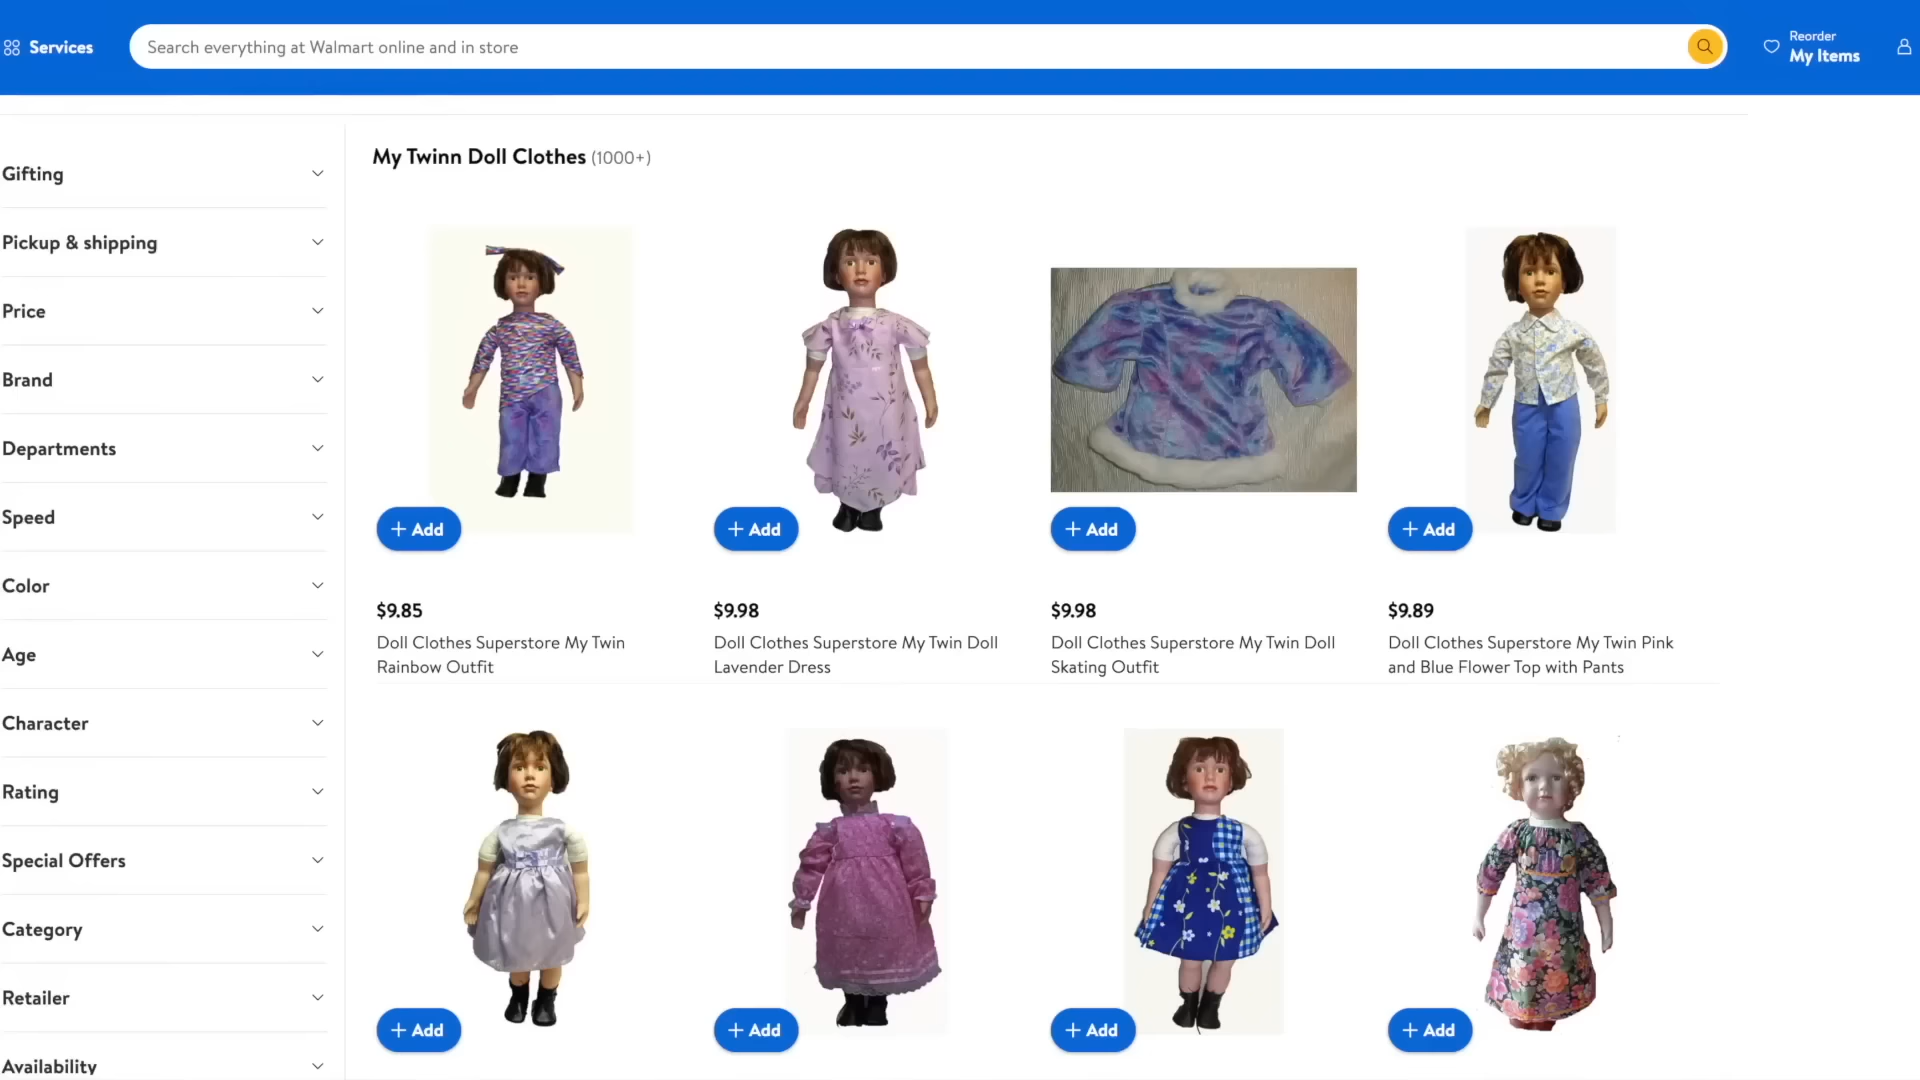 Services
Search everything at Walmart online and in store
Reorder
My Items
Gifting
Pickup & shipping
Price
Brand
Departments
Speed
Color
Age
Character
Rating
Special Offers
Category
Retailer
Availability
My Twinn Doll Clothes (1000+)
+ Add
+ Add
+ Add
+ Add
$9.85
Doll Clothes Superstore My Twin
Rainbow Outfit
$9.98
Doll Clothes Superstore My Twin Doll
Lavender Dress
$9.98
Doll Clothes Superstore My Twin Doll
Skating Outfit
$9.89
Doll Clothes Superstore My Twin Pink
and Blue Flower Top with Pants
+ Add
+ Add
+ Add
+ Add